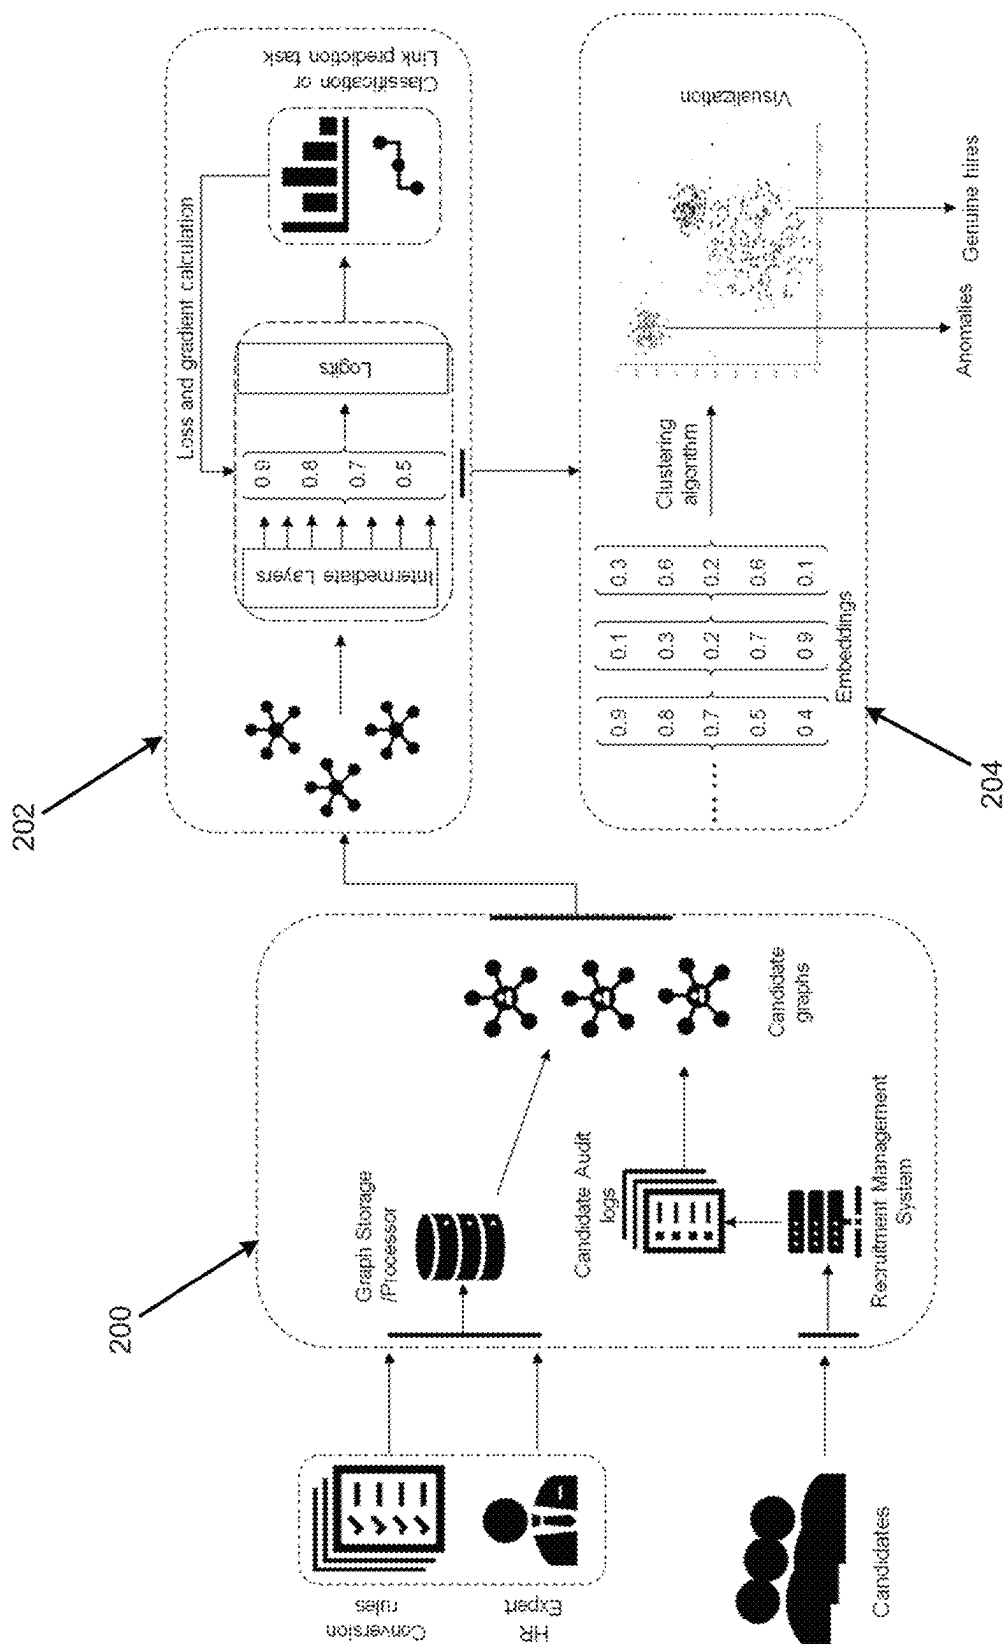 Conversion
rules
HR
Expert
Candidates
200
Graph Storage
/Processor
Candidate Audit
logs
Recruitment Management
System
Candidate
graphs
202
Loss and gradient calculation
Intermediate Layers
0.9
0.8
0.7
0.5
Logits
Classification or
Link prediction task
204
0.9
0.8
0.7
0.5
0.4
0.1
0.3
0.2
0.7
0.9
0.3
0.6
0.2
0.6
0.1
Embeddings
Clustering
algorithm
Visualization
Anomalies
Genuine hires